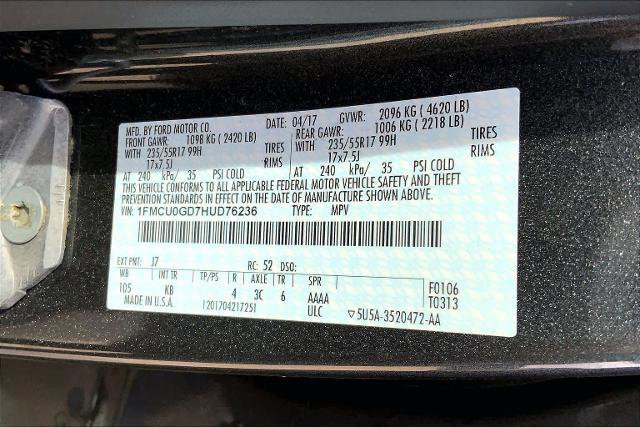 MFD. BY FORD MOTOR CO. DATE: 04/17 GVWR: 2096 KG (4620 LB)
FRONT GAWR: 1098 KG (2420 LB) REAR GAWR: 1006 KG (2218 LB)
WITH 235/55R17 99H TIRES WITH 235/55R17 99H TIRES
17x7.5J RIMS 17x7.5J RIMS
AT 240 kPa/ 35 PSI COLD AT 240 kPa/ 35 PSI COLD
THIS VEHICLE CONFORMS TO ALL APPLICABLE FEDERAL MOTOR VEHICLE SAFETY AND THEFT
PREVENTION STANDARDS IN EFFECT ON THE DATE OF MANUFACTURE SHOWN ABOVE.
VIN: 1FMCU0GD7HUD76236 TYPE: MPV
EXT PNT: J7 RC: 52 DSO:
WB INT TR TP/PS R AXLE TR SPR F0106
105 KB 4 3C 6 AAAA T0313
MADE IN U.S.A. 120170421725I ULC ▽5U5A-3520472-AA